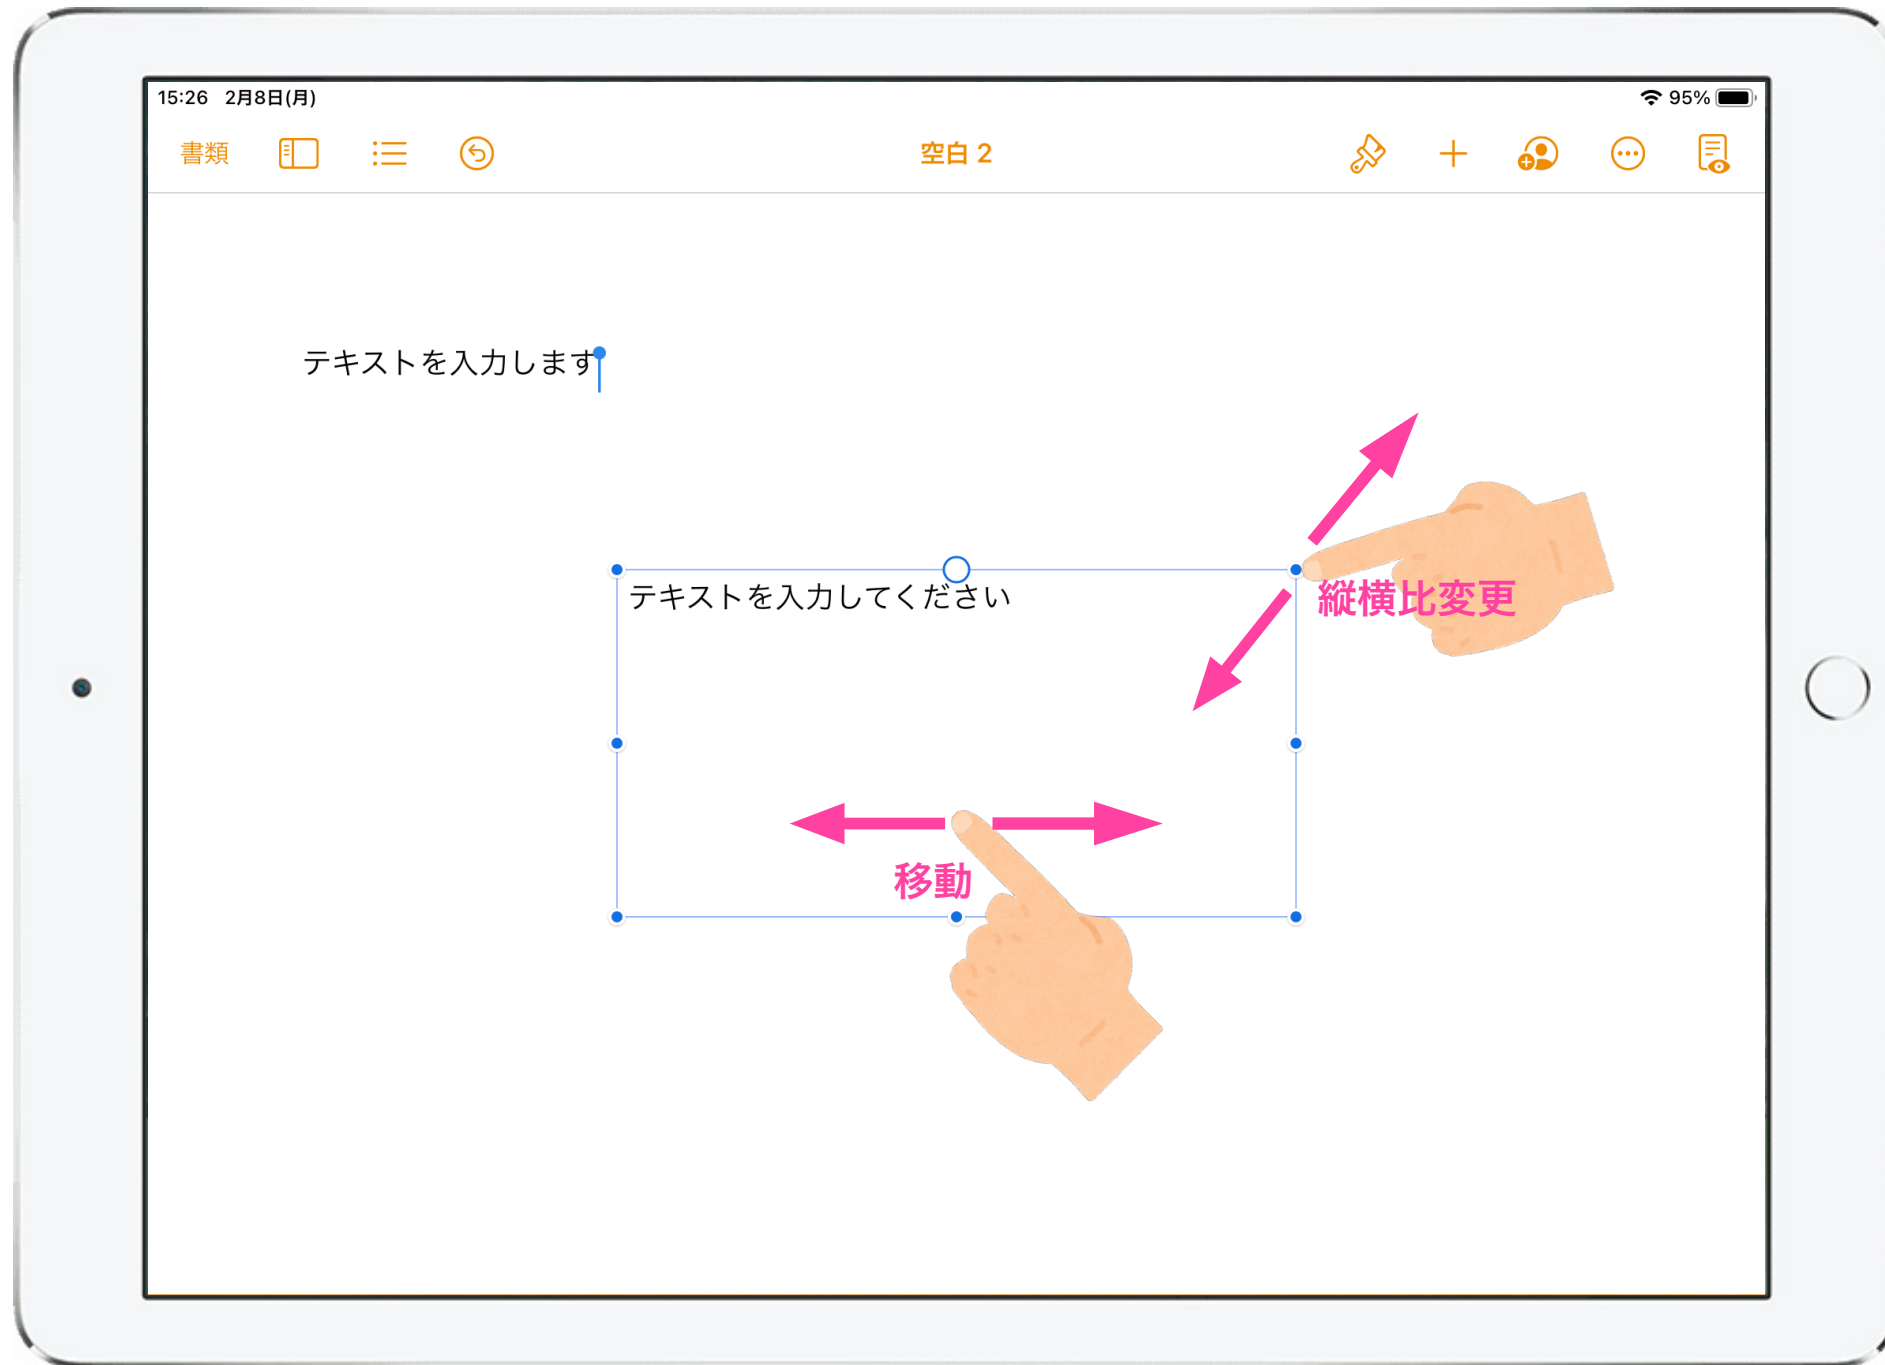 15:26 2月8日(月) 95%
書類 空白 2
テキストを入力します
テキストを入力してください
縦横比変更
移動